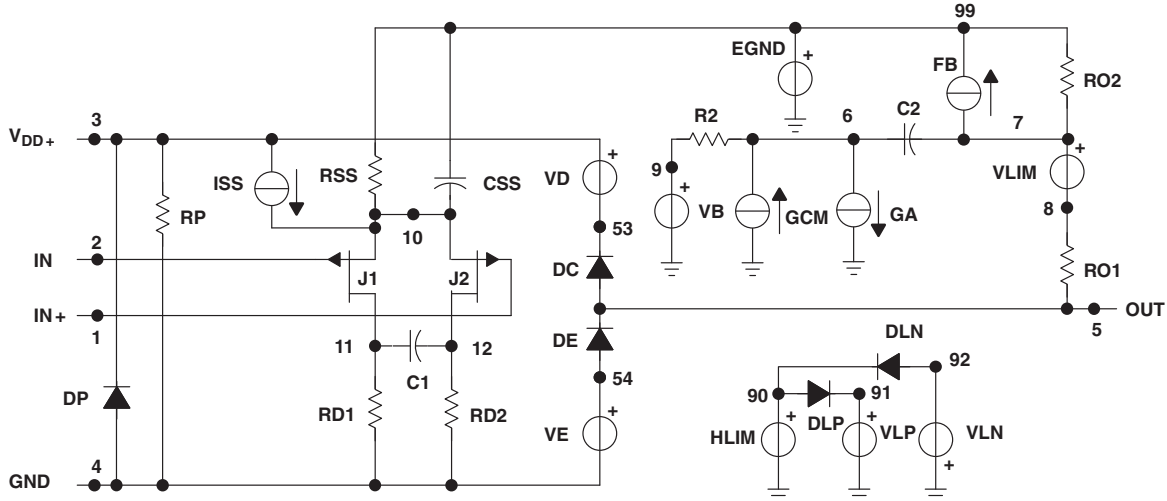 99
EGND
+
FB
RO2
3
VDD+
R2
6
C2
7
+
ISS
RSS
CSS
VD
+
9
+
VLIM
RP
VB
GCM
GA
8
10
53
2
IN
J1
J2
DC
RO1
IN+
1
OUT
5
DE
DLN
11
12
92
C1
54
90
91
DP
RD1
RD2
VE
+
HLIM
+
DLP
+
VLP
VLN
+
4
GND